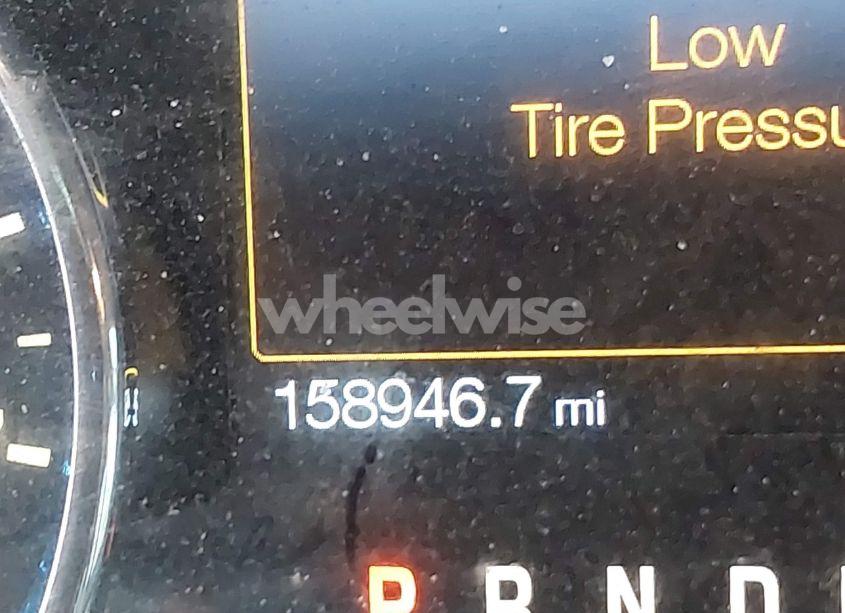 Low
Tire Pressu
wheelwise
158946.7 mi
P R N D